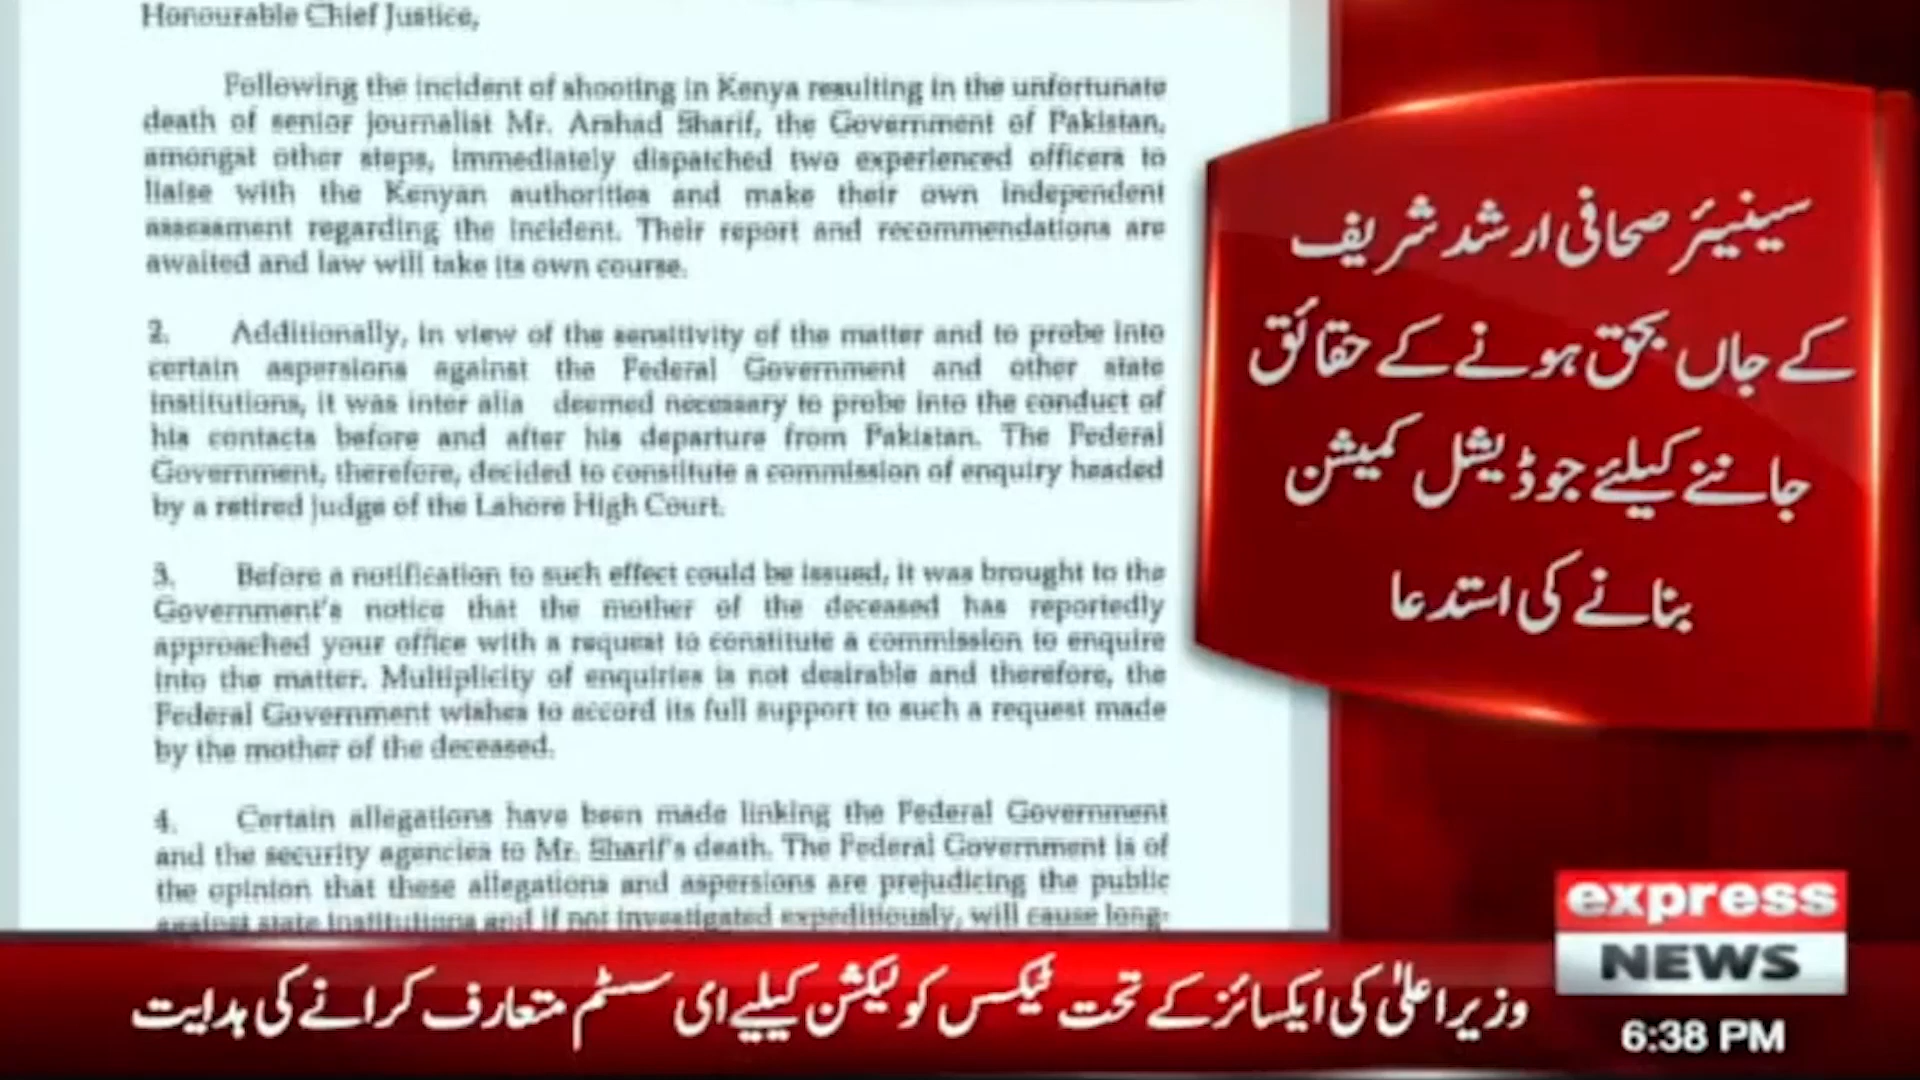 Honourable Chief Justice,
Following the incident of shooting in Kenya resulting in the unfortunate
death of senior journalist Mr. Arshad Sharif, the Government of Pakistan,
amongst other steps, immediately dispatched two experienced officers to
liaise with the Kenyan authorities and make their own independent
assessment regarding the incident. Their report and recommendations are
awaited and law will take its own course.
2. Additionally, in view of the sensitivity of the matter and to probe into
certain aspersions against the Federal Government and other state
institutions, it was inter alia deemed necessary to probe into the conduct of
his contacts before and after his departure from Pakistan. The Federal
Government, therefore, decided to constitute a commission of enquiry headed
by a retired judge of the Lahore High Court.
3. Before a notification to such effect could be issued, it was brought to the
Government's notice that the mother of the deceased has reportedly
approached your office with a request to constitute a commission to enquire
into the matter. Multiplicity of enquiries is not desirable and therefore, the
Federal Government wishes to accord its full support to such a request made
by the mother of the deceased.
4. Certain allegations have been made linking the Federal Government
and the security agencies to Mr. Sharif's death. The Federal Government is of
the opinion that these allegations and aspersions are prejudicing the public
against state institutions and if not investigated expeditiously, will cause long-
سینیئر صحافی ارشد شریف
کے جاں بحق ہونے کے حقائق
جاننے کیلئے جوڈیشل کمیشن
بنانے کی استدعا
express
NEWS
6:38 PM
وزیراعلیٰ کی ایکسائز کے تحت ٹیکس کولیکشن کیلیے ای سسٹم متعارف کرانے کی ہدایت